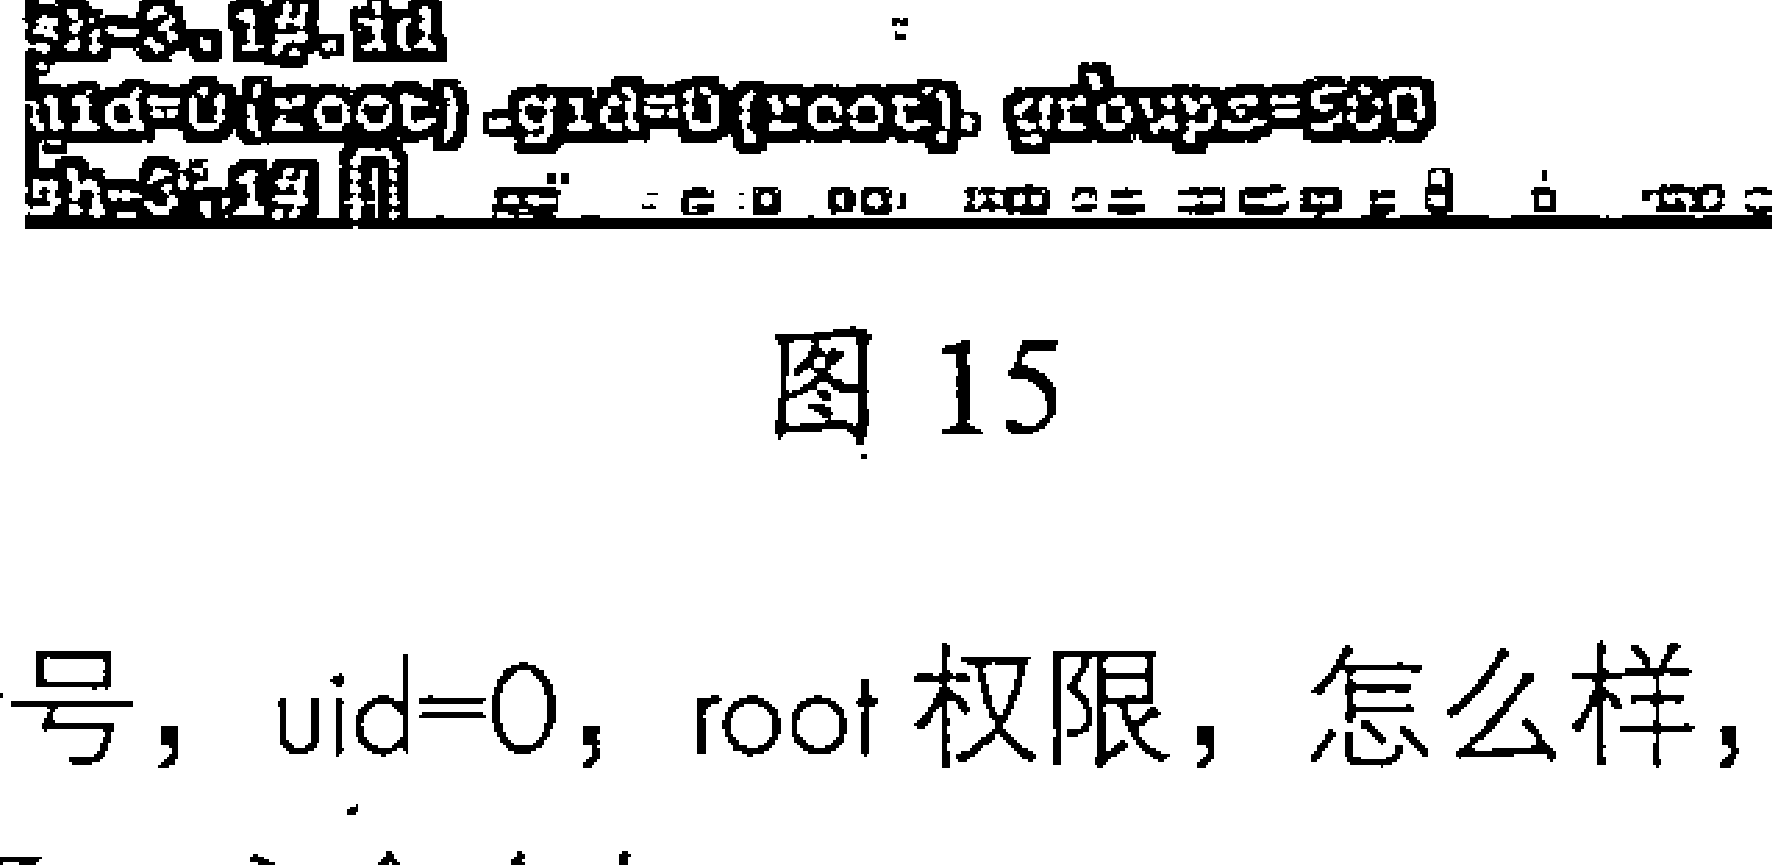 sh-3.1# id
uid=0(root) gid=0(root) groups=500
sh-3.1#
图 15
号，uid=0，root 权限，怎么样，